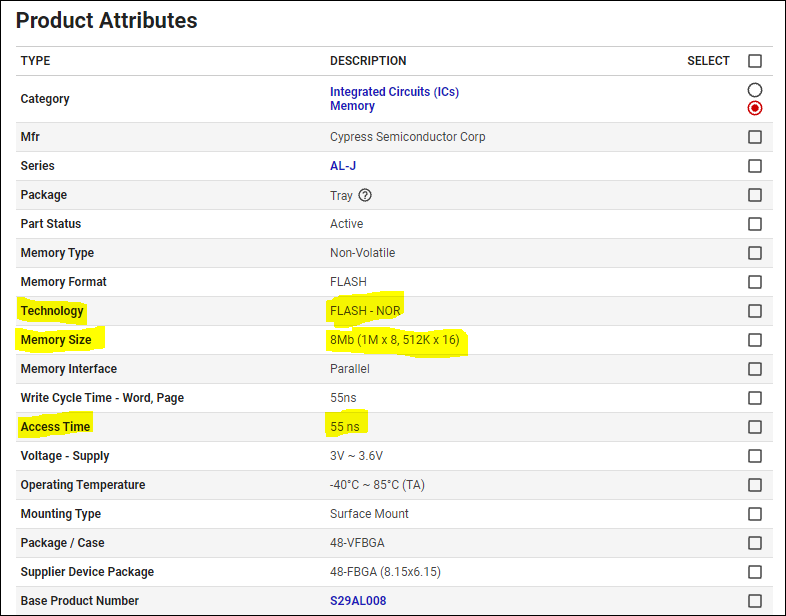 Product Attributes
TYPE DESCRIPTION SELECT
Category Integrated Circuits (ICs)
Memory
Mfr Cypress Semiconductor Corp
Series AL-J
Package Tray ?
Part Status Active
Memory Type Non-Volatile
Memory Format FLASH
Technology FLASH - NOR
Memory Size 8Mb (1M x 8, 512K x 16)
Memory Interface Parallel
Write Cycle Time - Word, Page 55ns
Access Time 55 ns
Voltage - Supply 3V ~ 3.6V
Operating Temperature -40°C ~ 85°C (TA)
Mounting Type Surface Mount
Package / Case 48-VFBGA
Supplier Device Package 48-FBGA (8.15x6.15)
Base Product Number S29AL008